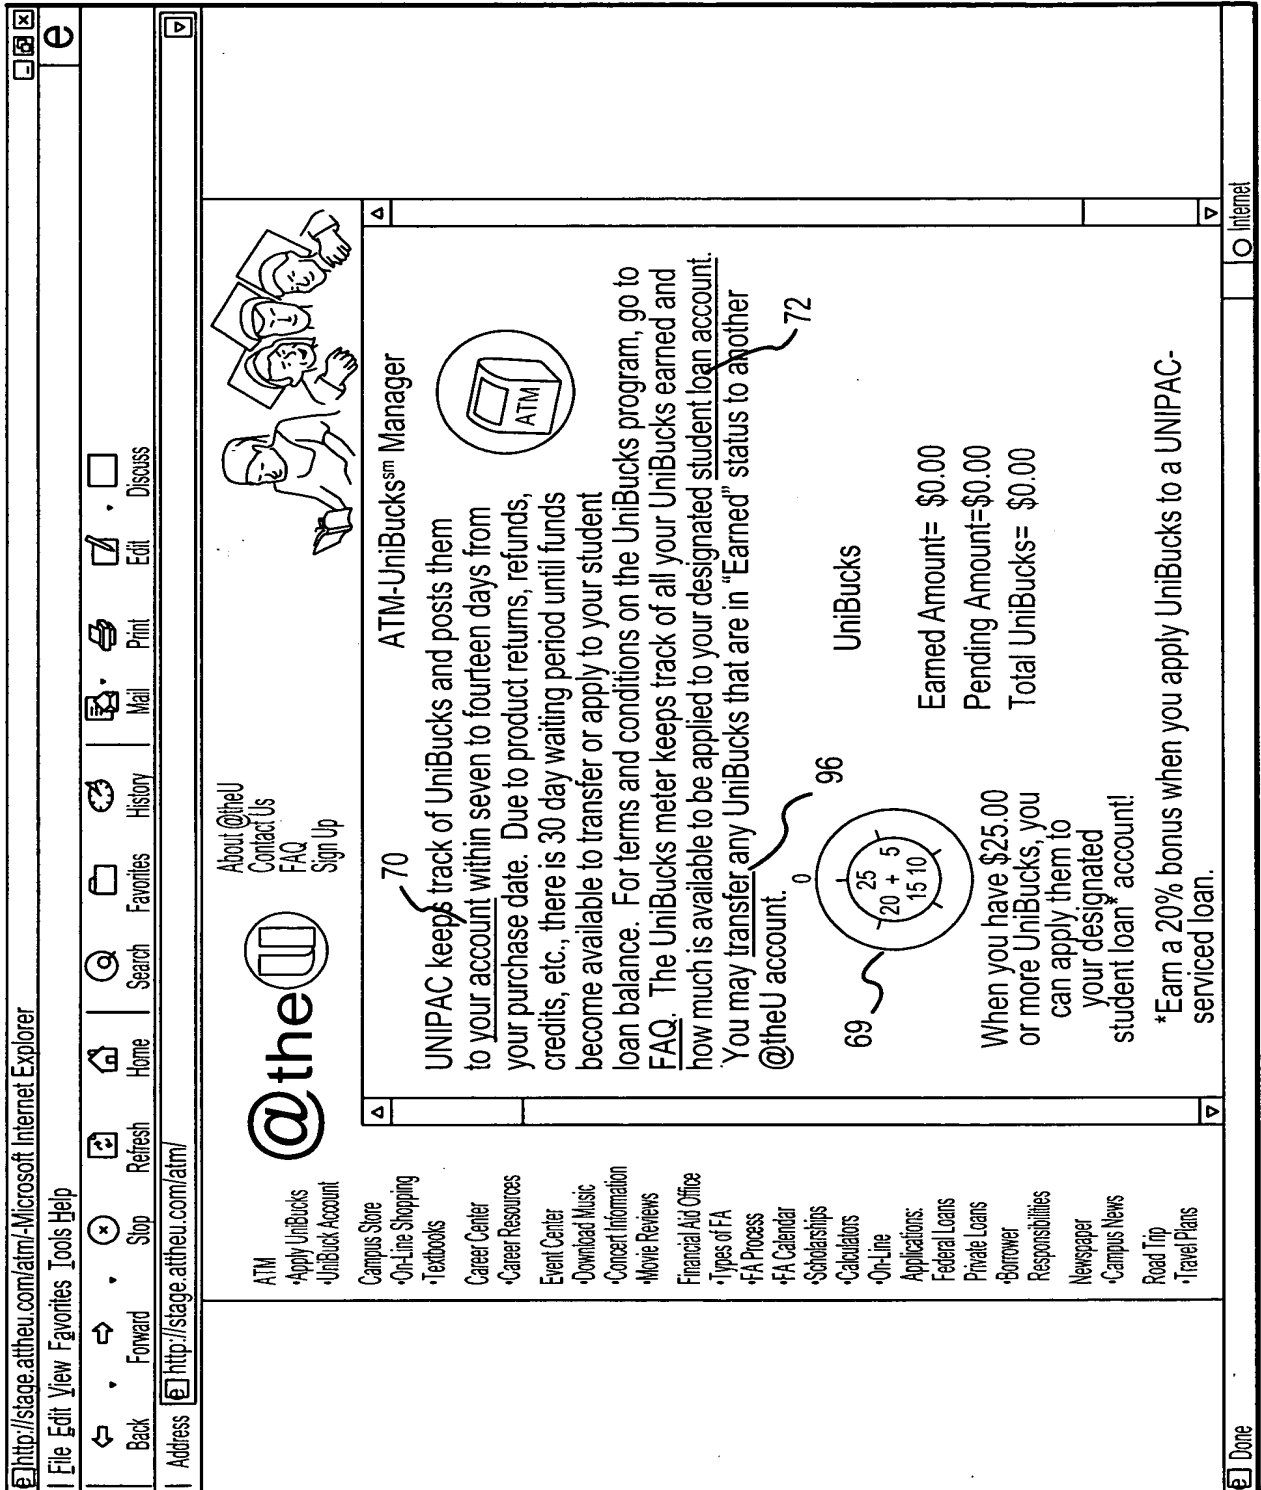 http://stage.attheu.com/atm/-Microsoft Internet Explorer
File Edit View Favorites Tools Help
e
Back Forward Stop Refresh Home Search Favorites History Mail Print Edit Discuss
Address http://stage.attheu.com/atm/
@the u
About @theU
Contact Us
FAQ
Sign Up
ATM
•Apply UniBucks
•UniBuck Account
Campus Store
•On-Line Shopping
•Textbooks
Career Center
•Career Resources
Event Center
•Download Music
•Concert Information
•Movie Reviews
Financial Aid Office
•Types of FA
•FA Process
•FA Calendar
•Scholarships
•Calculators
•On-Line
Applications:
Federal Loans
Private Loans
•Borrower
Responsibilities
Newspaper
•Campus News
Road Trip
•Travel Plans
ATM-UniBucks℠ Manager
70
UNIPAC keeps track of UniBucks and posts them
to your account within seven to fourteen days from
your purchase date. Due to product returns, refunds,
credits, etc., there is 30 day waiting period until funds
become available to transfer or apply to your student
loan balance. For terms and conditions on the UniBucks program, go to
FAQ. The UniBucks meter keeps track of all your UniBucks earned and
how much is available to be applied to your designated student loan account.
You may transfer any UniBucks that are in “Earned” status to another
@theU account.
ATM
72
96
69
0
25
20 + 5
15 10
UniBucks
Earned Amount= $0.00
Pending Amount=$0.00
Total UniBucks= $0.00
When you have $25.00
or more UniBucks, you
can apply them to
your designated
student loan* account!
*Earn a 20% bonus when you apply UniBucks to a UNIPAC-
serviced loan.
Done
Internet